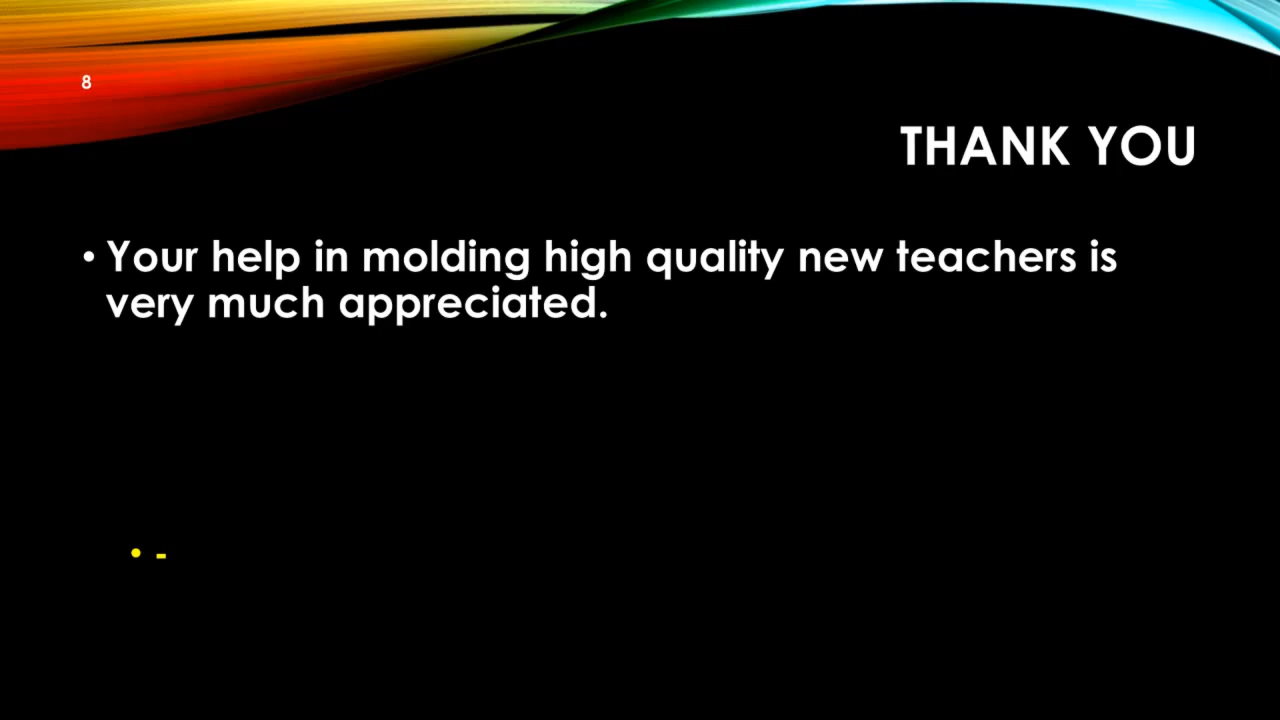 8
THANK YOU
• Your help in molding high quality new teachers is
very much appreciated.
• -